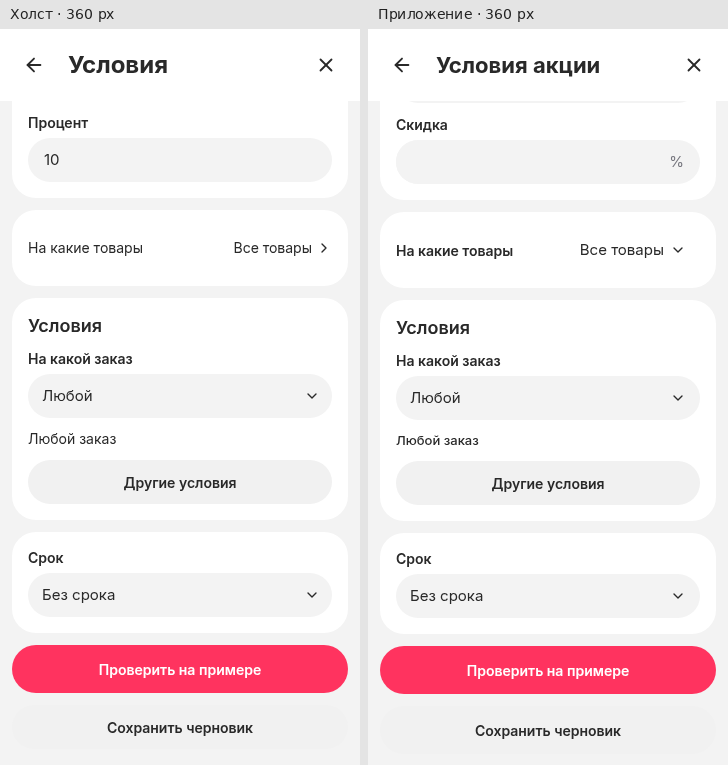 Холст · 360 px
Условия
Процент
10
На какие товары
Все товары
Условия
На какой заказ
Любой
Любой заказ
Другие условия
Срок
Без срока
Проверить на примере
Сохранить черновик
Приложение · 360 px
Условия акции
Скидка
%
На какие товары
Все товары
Условия
На какой заказ
Любой
Любой заказ
Другие условия
Срок
Без срока
Проверить на примере
Сохранить черновик